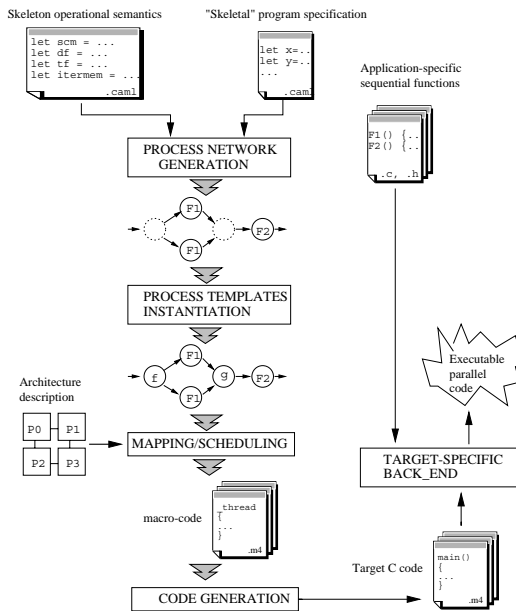 Skeleton operational semantics
"Skeletal" program specification
let scm = ...
let df = ...
let tf = ...
let itermem = ...
.caml
let x=..
let y=..
...
.caml
Application-specific
sequential functions
F1() {..
F2() {..
.c, .h
PROCESS NETWORK
GENERATION
F1
F1
F2
PROCESS TEMPLATES
INSTANTIATION
F1
f
g
F2
F1
Executable
parallel
code
Architecture
description
P0
P1
P2
P3
MAPPING/SCHEDULING
TARGET-SPECIFIC
BACK_END
macro-code
_thread
{
...
}
.m4
Target C code
main()
{
...
}
.m4
CODE GENERATION